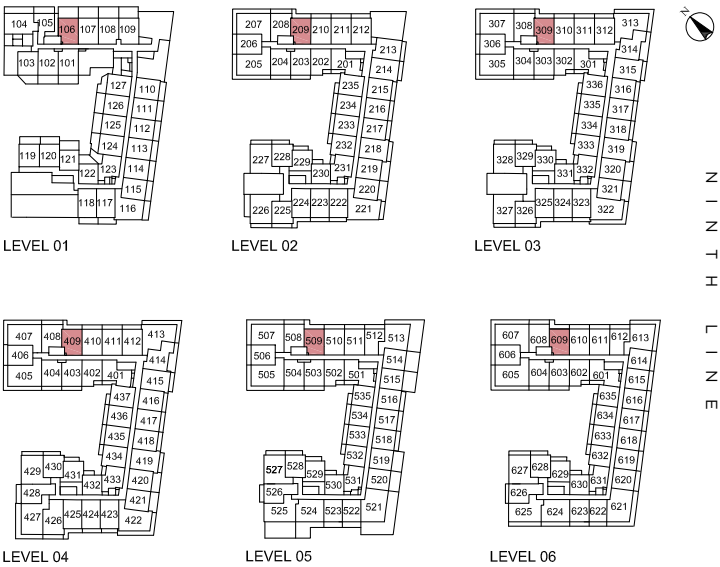 104 105 106 107 108 109
103 102 101
127 110
126 111
125 112
124 113
119 120 121 122 123 114
118 117 116 115
LEVEL 01
207 208 209 210 211 212
206 213
205 204 203 202 201 214
235 215
234 216
233 217
232 218
227 228 229 230 231 219
220
226 225 224 223 222 221
LEVEL 02
307 308 309 310 311 312 313
306 314
305 304 303 302 301 315
336 316
335 317
334 318
333 319
328 329 330 331 332 320
321
327 326 325 324 323 322
LEVEL 03
N
NINTH LINE
407 408 409 410 411 412 413
406 414
405 404 403 402 401 415
437 416
436 417
435 418
434 419
429 430 431 432 433 420
428 421
427 426 425 424 423 422
LEVEL 04
507 508 509 510 511 512 513
506 514
505 504 503 502 501 515
535 516
534 517
533 518
532 519
527 528 529 530 531 520
526
525 524 523 522 521
LEVEL 05
607 608 609 610 611 612 613
606 614
605 604 603 602 601 615
635 616
634 617
633 618
632 619
627 628 629 630 631 620
626
625 624 623 622 621
LEVEL 06